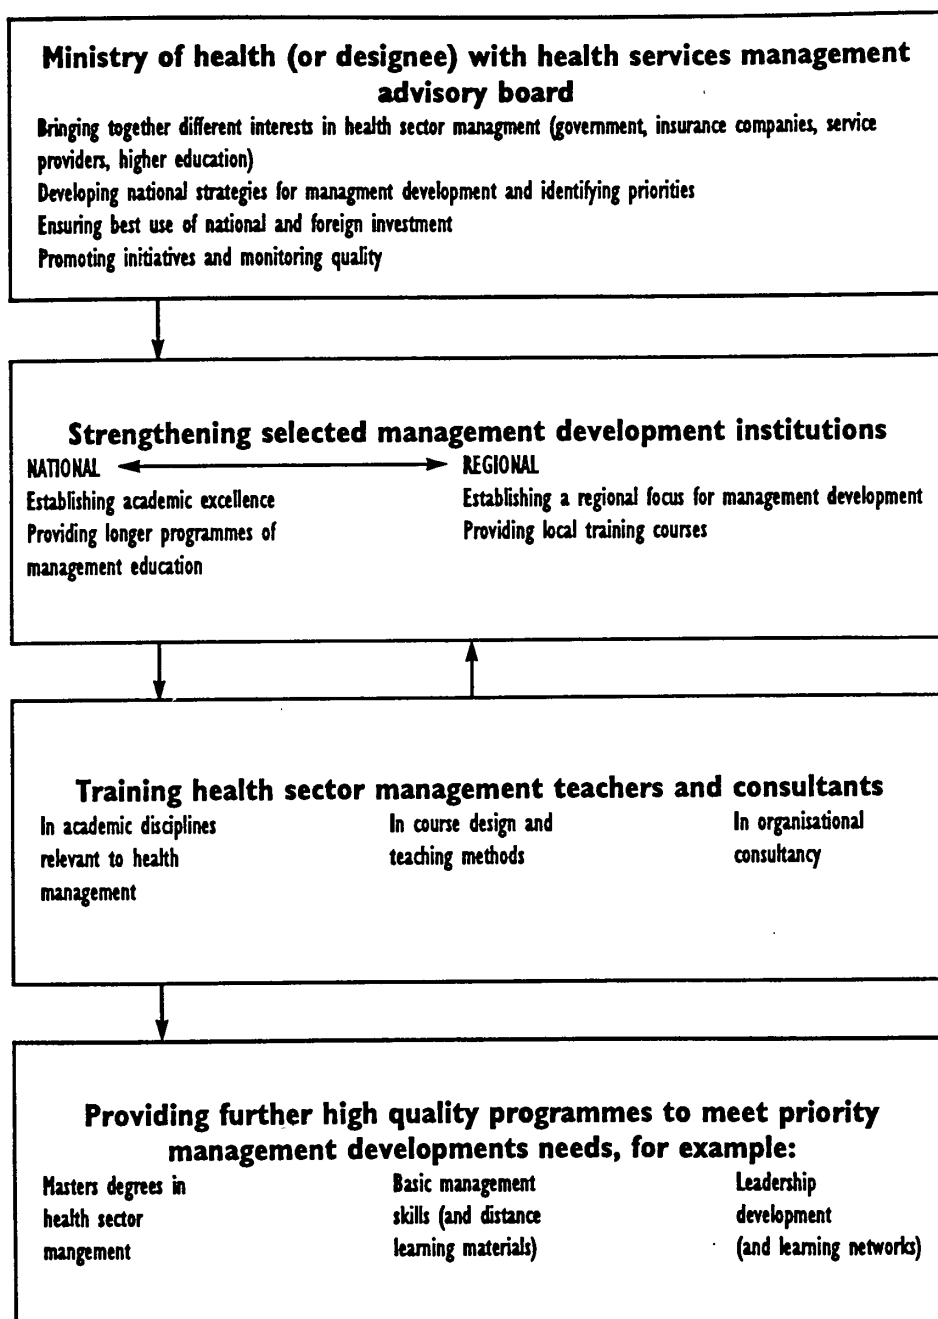 Ministry of health (or designee) with health services management
advisory board
Bringing together different interests in health sector managment (government, insurance companies, service
providers, higher education)
Developing national strategies for managment development and identifying priorities
Ensuring best use of national and foreign investment
Promoting initiatives and monitoring quality
Strengthening selected management development institutions
NATIONAL
Establishing academic excellence
Providing longer programmes of
management education
REGIONAL
Establishing a regional focus for management development
Providing local training courses
Training health sector management teachers and consultants
In academic disciplines
relevant to health
management
In course design and
teaching methods
In organisational
consultancy
Providing further high quality programmes to meet priority
management developments needs, for example:
Masters degrees in
health sector
mangement
Basic management
skills (and distance
learning materials)
Leadership
development
(and learning networks)